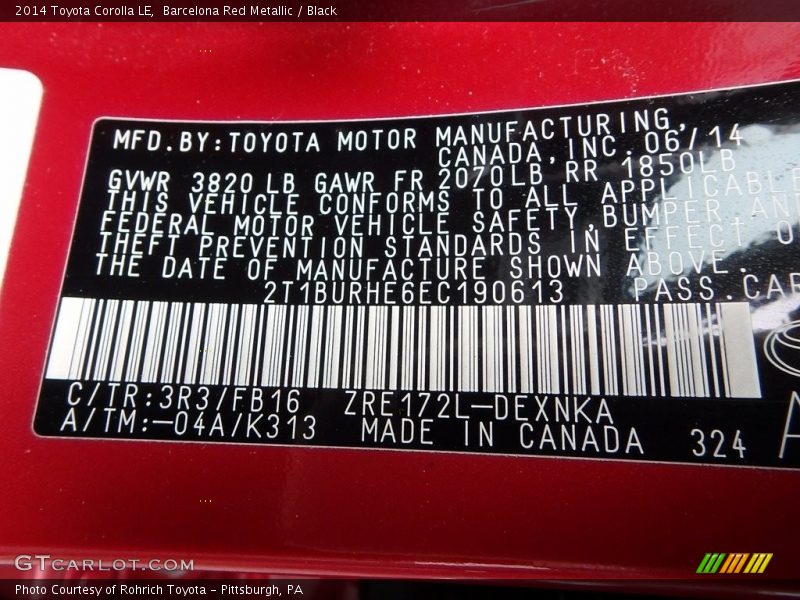 2014 Toyota Corolla LE, Barcelona Red Metallic / Black
MFD.BY:TOYOTA MOTOR MANUFACTURING,
CANADA,INC.06/14
GVWR 3820 LB GAWR FR 2070LB RR 1850LB
THIS VEHICLE CONFORMS TO ALL APPLICABLE
FEDERAL MOTOR VEHICLE SAFETY,BUMPER AND
THEFT PREVENTION STANDARDS IN EFFECT
THE DATE OF MANUFACTURE SHOWN ABOVE.
2T1BURHE6EC190613 PASS.CAR
C/TR:3R3/FB16 ZRE172L-DEXNKA
A/TM:-04A/K313 MADE IN CANADA 324
GTCARLOT.COM
Photo Courtesy of Rohrich Toyota - Pittsburgh, PA